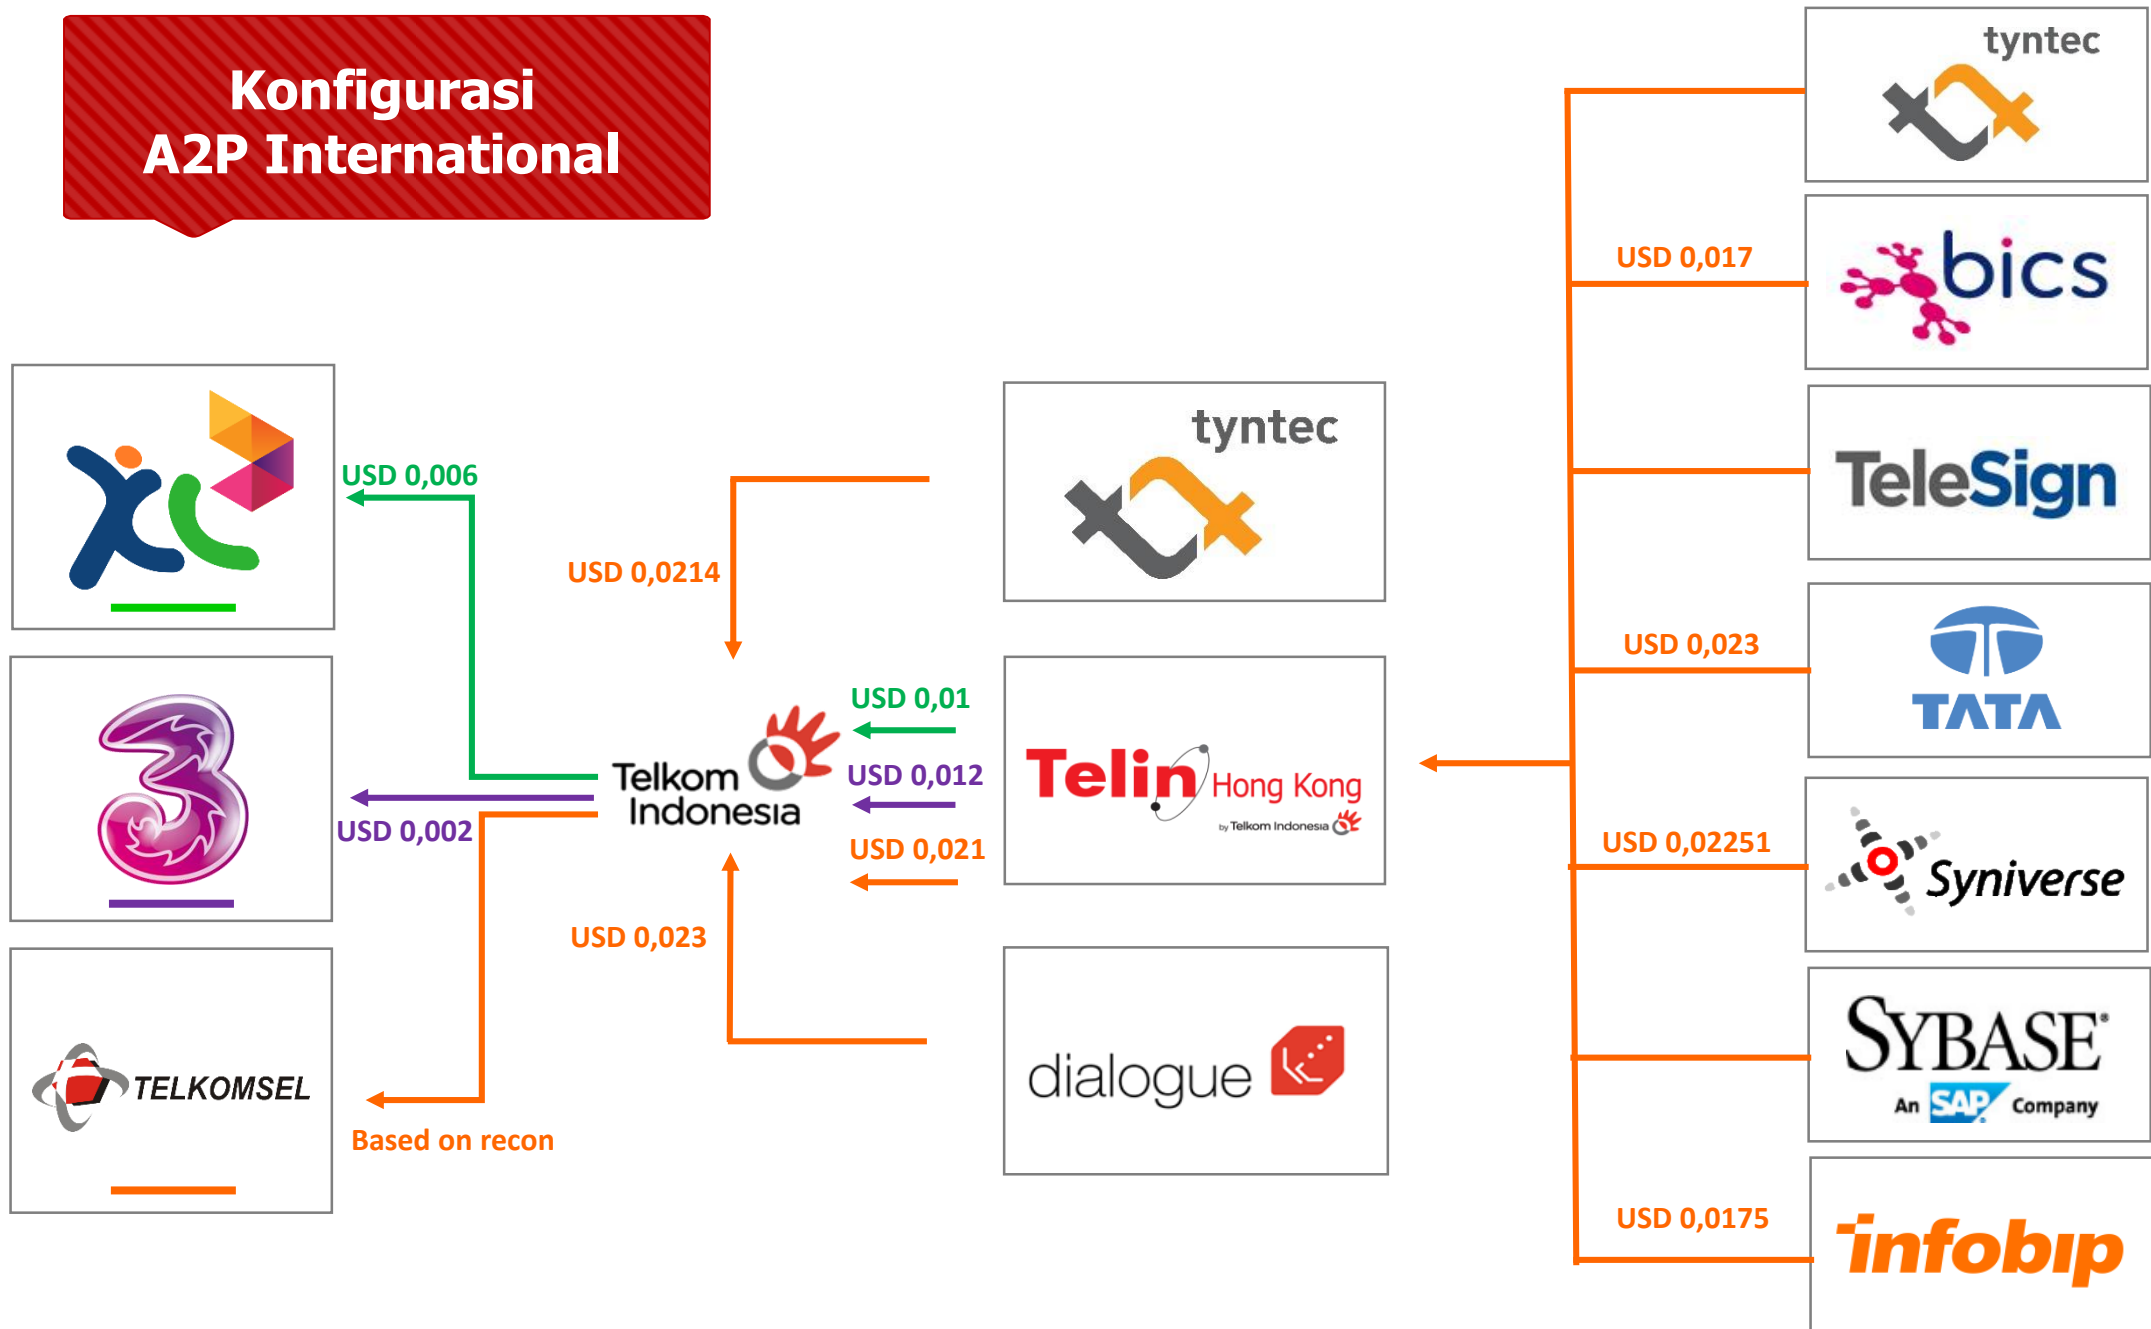 Konfigurasi
A2P International
tyntec
USD 0,017
bics
TeleSign
USD 0,023
TATA
USD 0,02251
Syniverse
SYBASE®
An SAP Company
USD 0,0175
infobip
tyntec
USD 0,0214
USD 0,01
USD 0,012
USD 0,021
Telin Hong Kong
by Telkom Indonesia
USD 0,023
dialogue
Telkom
Indonesia
xl
USD 0,006
3
USD 0,002
TELKOMSEL
Based on recon